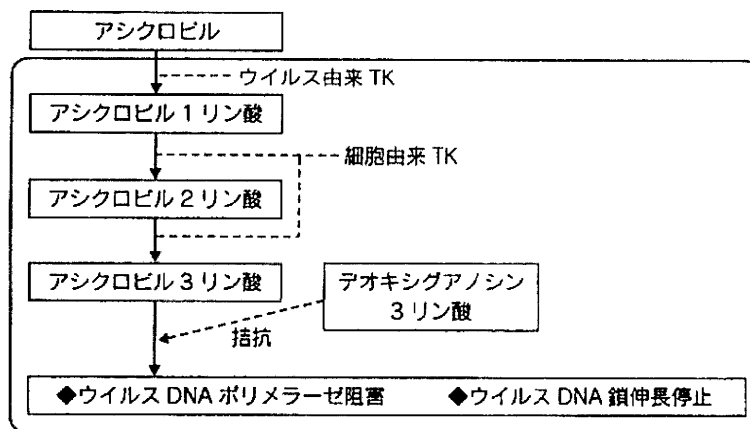 アシクロビル
ウイルス由来 TK
アシクロビル 1 リン酸
細胞由来 TK
アシクロビル 2 リン酸
アシクロビル 3 リン酸
デオキシグアノシン
3 リン酸
拮抗
◆ウイルス DNA ポリメラーゼ阻害
◆ウイルス DNA 鎖伸長停止